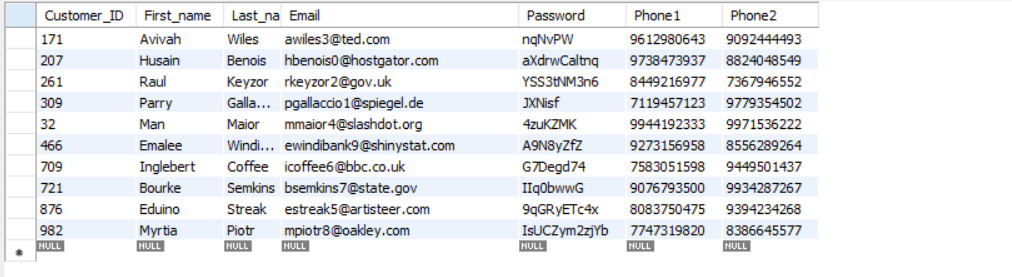 Customer_ID First_name Last_na Email Password Phone1 Phone2
171 Avivah Wiles awiles3@ted.com nqNvPW 9612980643 9092444493
207 Husain Benois hbenois0@hostgator.com aXdrwCaltnq 9738473937 8824048549
261 Raul Keyzor rkeyzor2@gov.uk YSS3tNM3n6 8449216977 7367946552
309 Parry Galla... pgallaccio1@spiegel.de JXNisf 7119457123 9779354502
32 Man Maior mmaior4@slashdot.org 4zuKZMK 9944192333 9971536222
466 Emalee Windi... ewindibank9@shinystat.com A9N8yZfZ 9273156958 8556289264
709 Inglebert Coffee icoffee6@bbc.co.uk G7Degd74 7583051598 9449501437
721 Bourke Semkins bsemkins7@state.gov IIq0bwwG 9076793500 9934287267
876 Eduino Streak estreak5@artisteer.com 9qGRyETc4x 8083750475 9394234268
982 Myrtia Piotr mpiotr8@oakley.com IsUCZym2zjYb 7747319820 8386645577
NULL NULL NULL NULL NULL NULL NULL